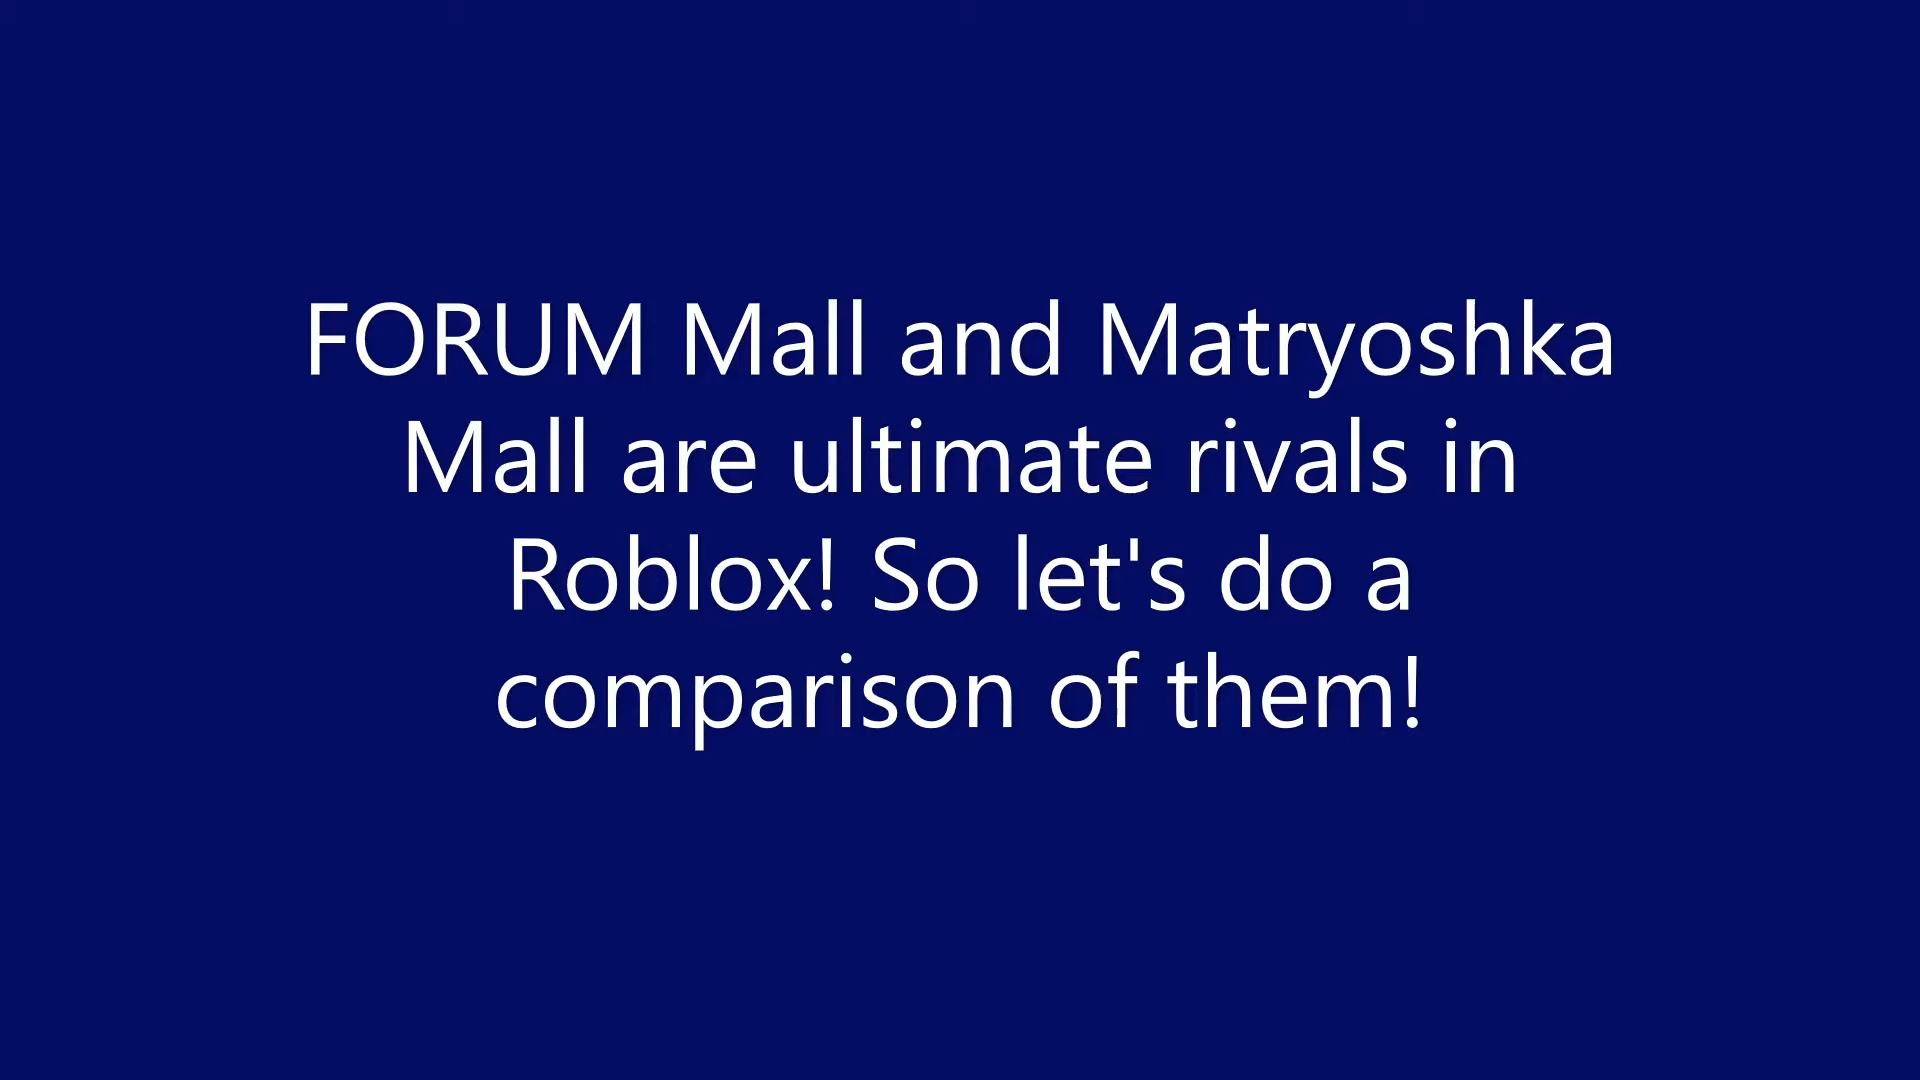 FORUM Mall and Matryoshka
Mall are ultimate rivals in
Roblox! So let's do a
comparison of them!